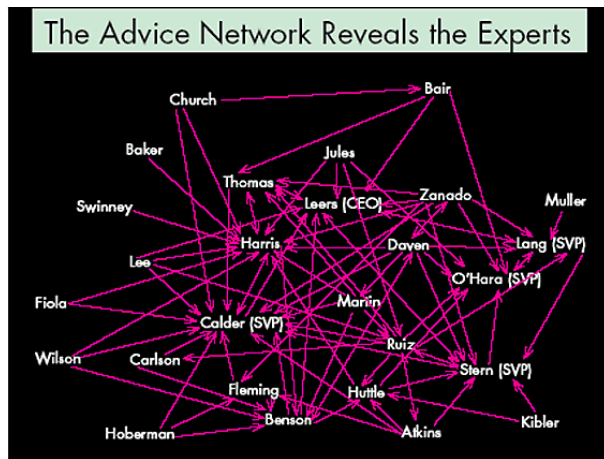 The Advice Network Reveals the Experts
Bair
Church
Baker
Jules
Thomas
Zanado
Muller
Leers (CEO)
Swinney
Harris
Daven
Lang (SVP)
Lee
O'Hara (SVP)
Fiola
Martin
Calder (SVP)
Ruiz
Wilson
Carlson
Stern (SVP)
Fleming
Huttle
Benson
Kibler
Hoberman
Atkins